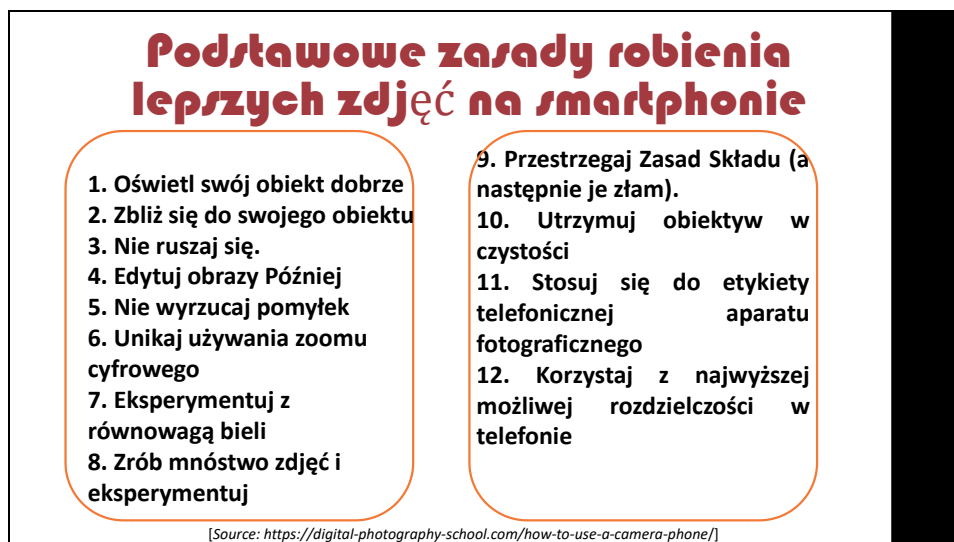 Podstawowe zasady robienia
lepszych zdjęć na smartphonie
1. Oświetl swój obiekt dobrze
2. Zbliż się do swojego obiektu
3. Nie ruszaj się.
4. Edytuj obrazy Później
5. Nie wyrzucaj pomyłek
6. Unikaj używania zoomu
cyfrowego
7. Eksperymentuj z
równowagą bieli
8. Zrób mnóstwo zdjęć i
eksperymentuj
9. Przestrzegaj Zasad Składu (a
następnie je złam).
10. Utrzymuj obiektyw w
czystości
11. Stosuj się do etykiety
telefonicznej aparatu
fotograficznego
12. Korzystaj z najwyższej
możliwej rozdzielczości w
telefonie
[Source: https://digital-photography-school.com/how-to-use-a-camera-phone/]